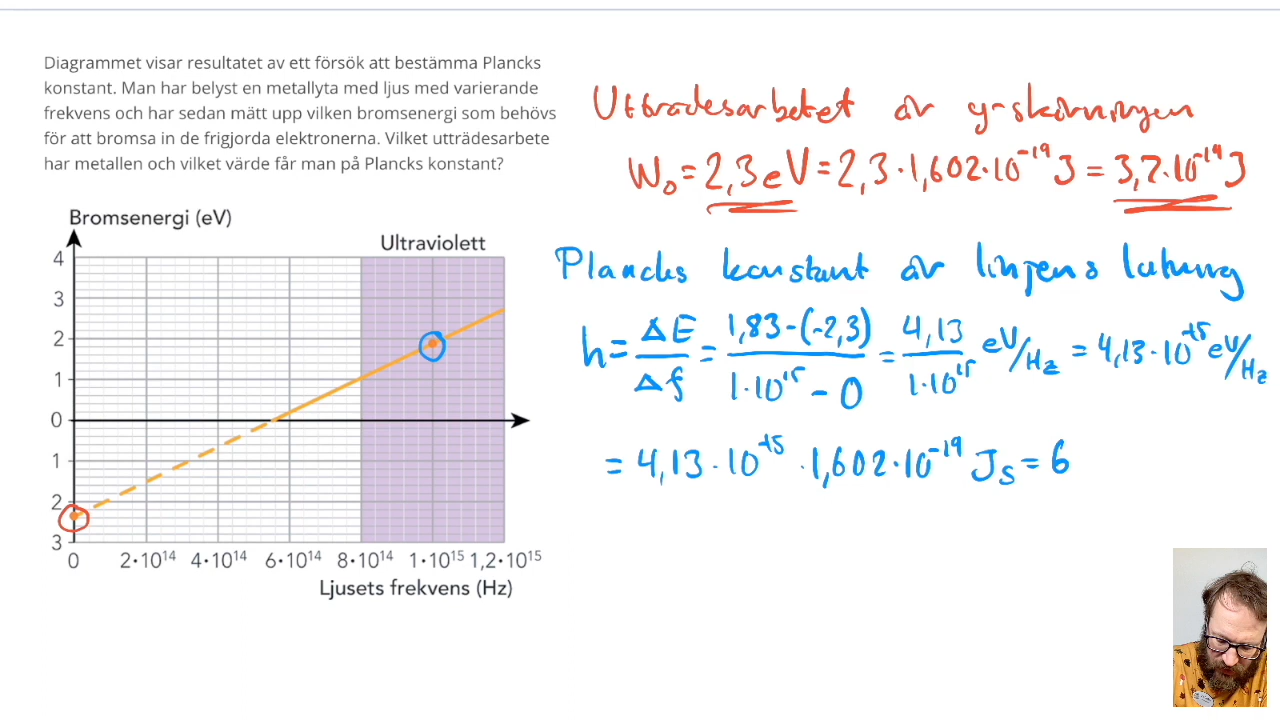 Diagrammet visar resultatet av ett försök att bestämma Plancks
konstant. Man har belyst en metallyta med ljus med varierande
frekvens och har sedan mätt upp vilken bromsenergi som behövs
för att bromsa in de frigjorda elektronerna. Vilket utträdesarbete
har metallen och vilket värde får man på Plancks konstant?
Utträdesarbetet är y-skärningen
W₀ = 2,3 eV = 2,3·1,602·10⁻¹⁹ J = 3,7·10⁻¹⁹ J
Plancks konstant är linjens lutning
h = ΔE/Δf = (1,83-(-2,3))/(1·10¹⁵ - 0) = 4,13/(1·10¹⁵) eV/Hz = 4,13·10⁻¹⁵ eV/Hz
= 4,13·10⁻¹⁵ · 1,602·10⁻¹⁹ Js = 6
Bromsenergi (eV)
Ultraviolett
4
3
2
1
0
1
2
3
0 2·10¹⁴ 4·10¹⁴ 6·10¹⁴ 8·10¹⁴ 1·10¹⁵ 1,2·10¹⁵
Ljusets frekvens (Hz)